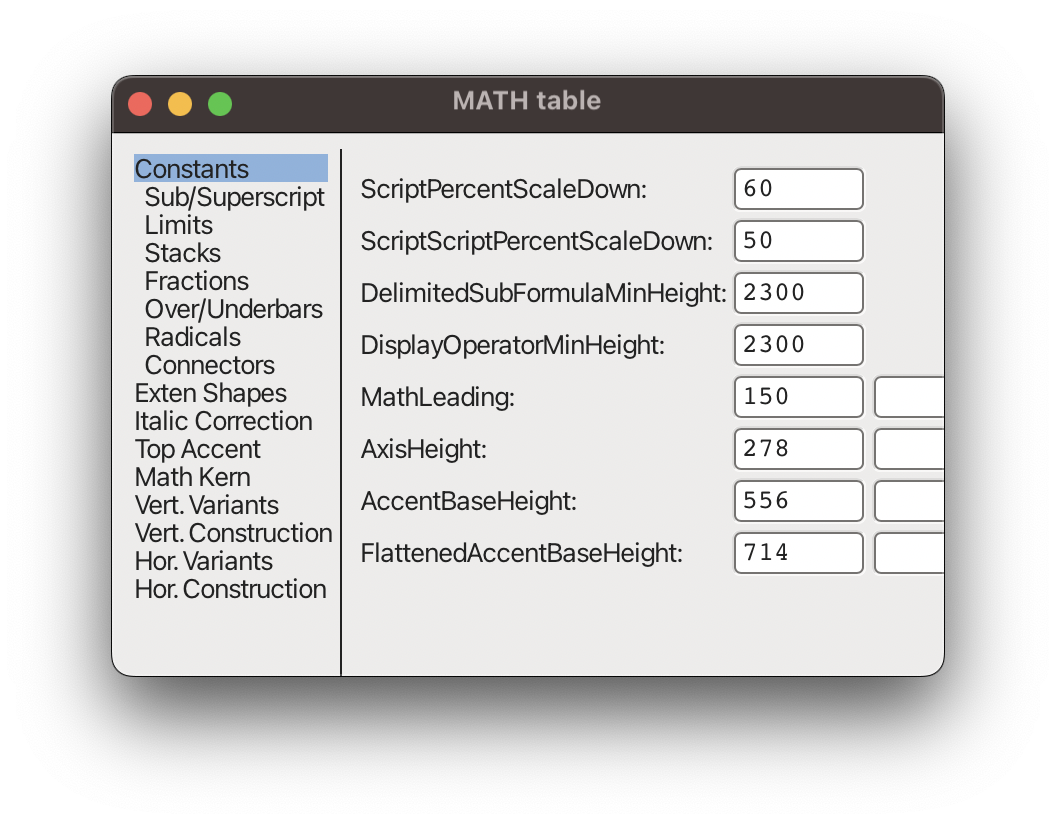 MATH table
Constants
Sub/Superscript
Limits
Stacks
Fractions
Over/Underbars
Radicals
Connectors
Exten Shapes
Italic Correction
Top Accent
Math Kern
Vert. Variants
Vert. Construction
Hor. Variants
Hor. Construction
ScriptPercentScaleDown: 60
ScriptScriptPercentScaleDown: 50
DelimitedSubFormulaMinHeight: 2300
DisplayOperatorMinHeight: 2300
MathLeading: 150
AxisHeight: 278
AccentBaseHeight: 556
FlattenedAccentBaseHeight: 714